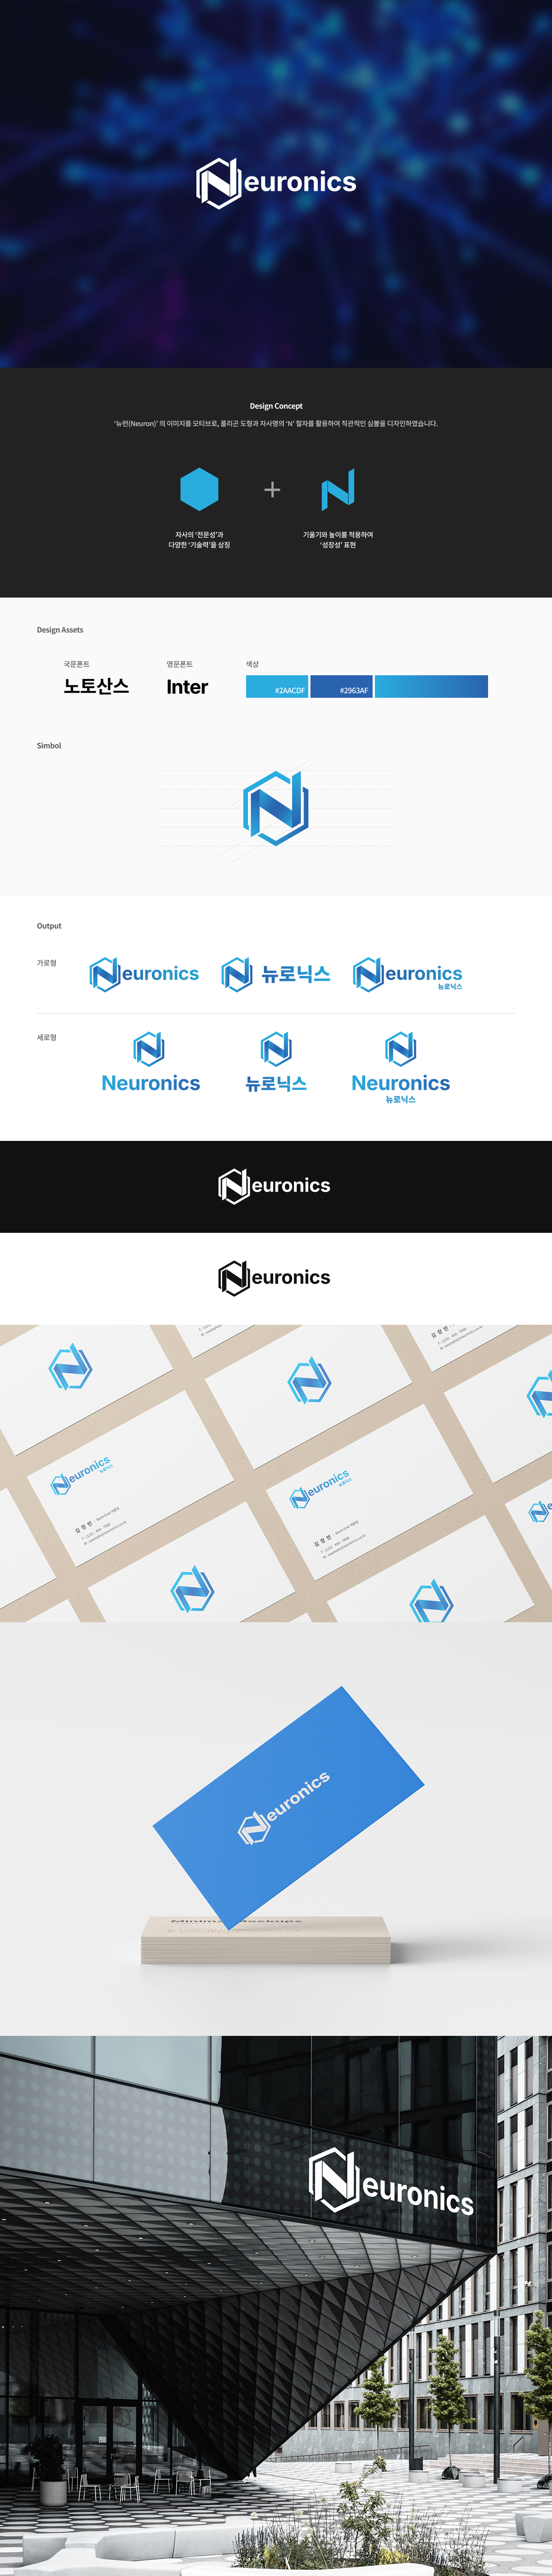 Neuronics
Design Concept
‘뉴런(Neuron)’ 의 이미지를 모티브로, 폴리곤 도형과 자사명의 ‘N’ 철자를 활용하여 직관적인 심볼을 디자인하였습니다.
자사의 ‘전문성’과
다양한 ‘기술력’을 상징
기울기와 높이를 적용하여
‘성장성’ 표현
Design Assets
국문폰트
영문폰트
색상
노토산스
Inter
#2AACDF
#2963AF
Simbol
Output
가로형
Neuronics
뉴로닉스
Neuronics
뉴로닉스
세로형
Neuronics
뉴로닉스
Neuronics
뉴로닉스
Neuronics
Neuronics
Neuronics
뉴로닉스
Neuronics
뉴로닉스
Neuronics
Neuronics